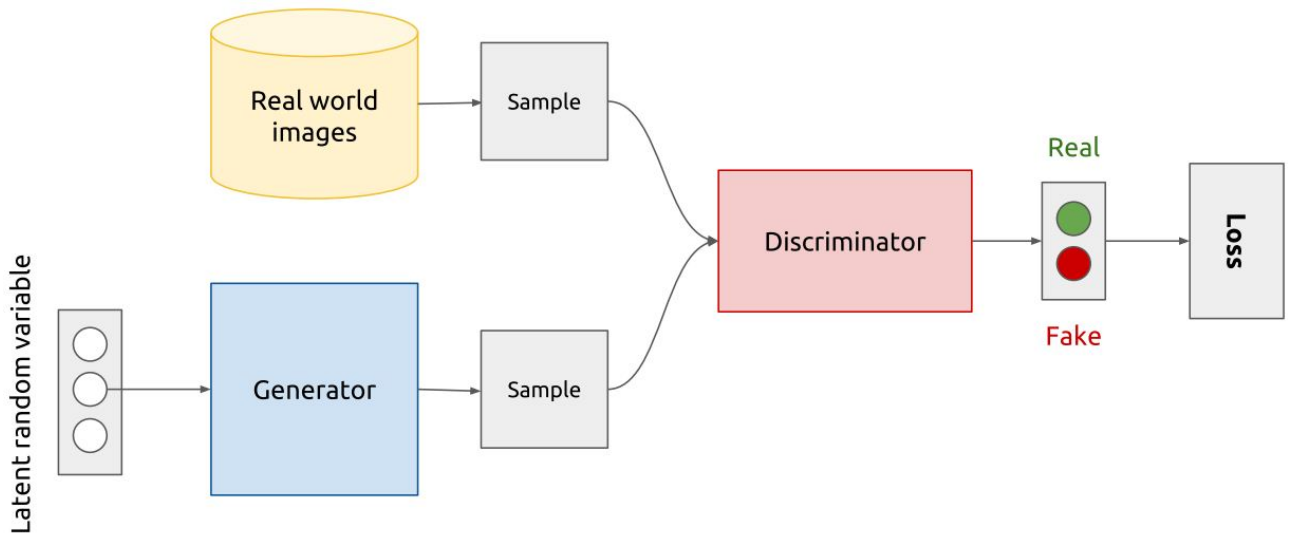 Real world
images
Sample
Real
Discriminator
Loss
Fake
Latent random variable
Generator
Sample